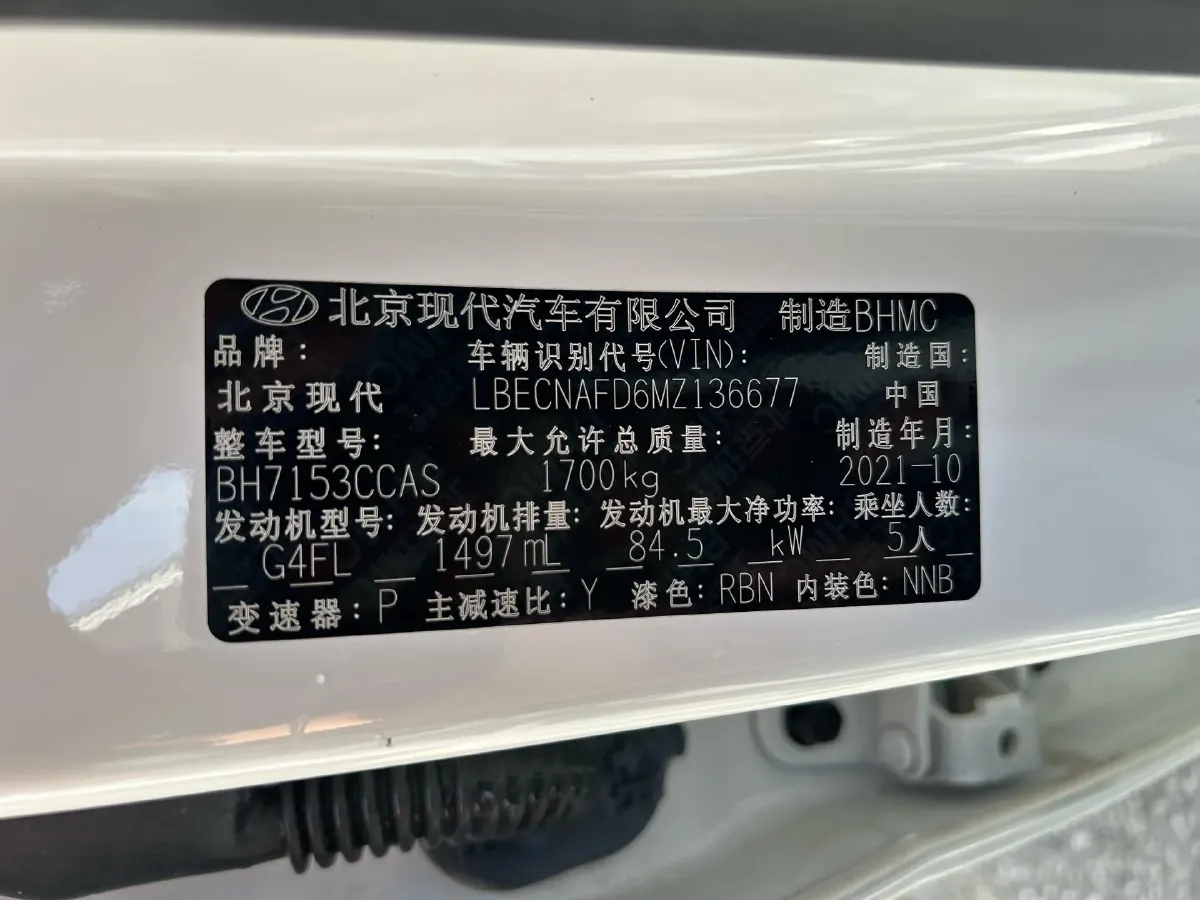 北京现代汽车有限公司 制造BHMC
品牌: 车辆识别代号(VIN): 制造国:
北京现代 LBECNAFD6MZ136677 中国
整车型号: 最大允许总质量: 制造年月:
BH7153CCAS 1700kg 2021-10
发动机型号: 发动机排量: 发动机最大净功率: 乘坐人数:
G4FL 1497mL 84.5 kW 5人
变速器: P 主减速比: Y 漆色: RBN 内装色: NNB